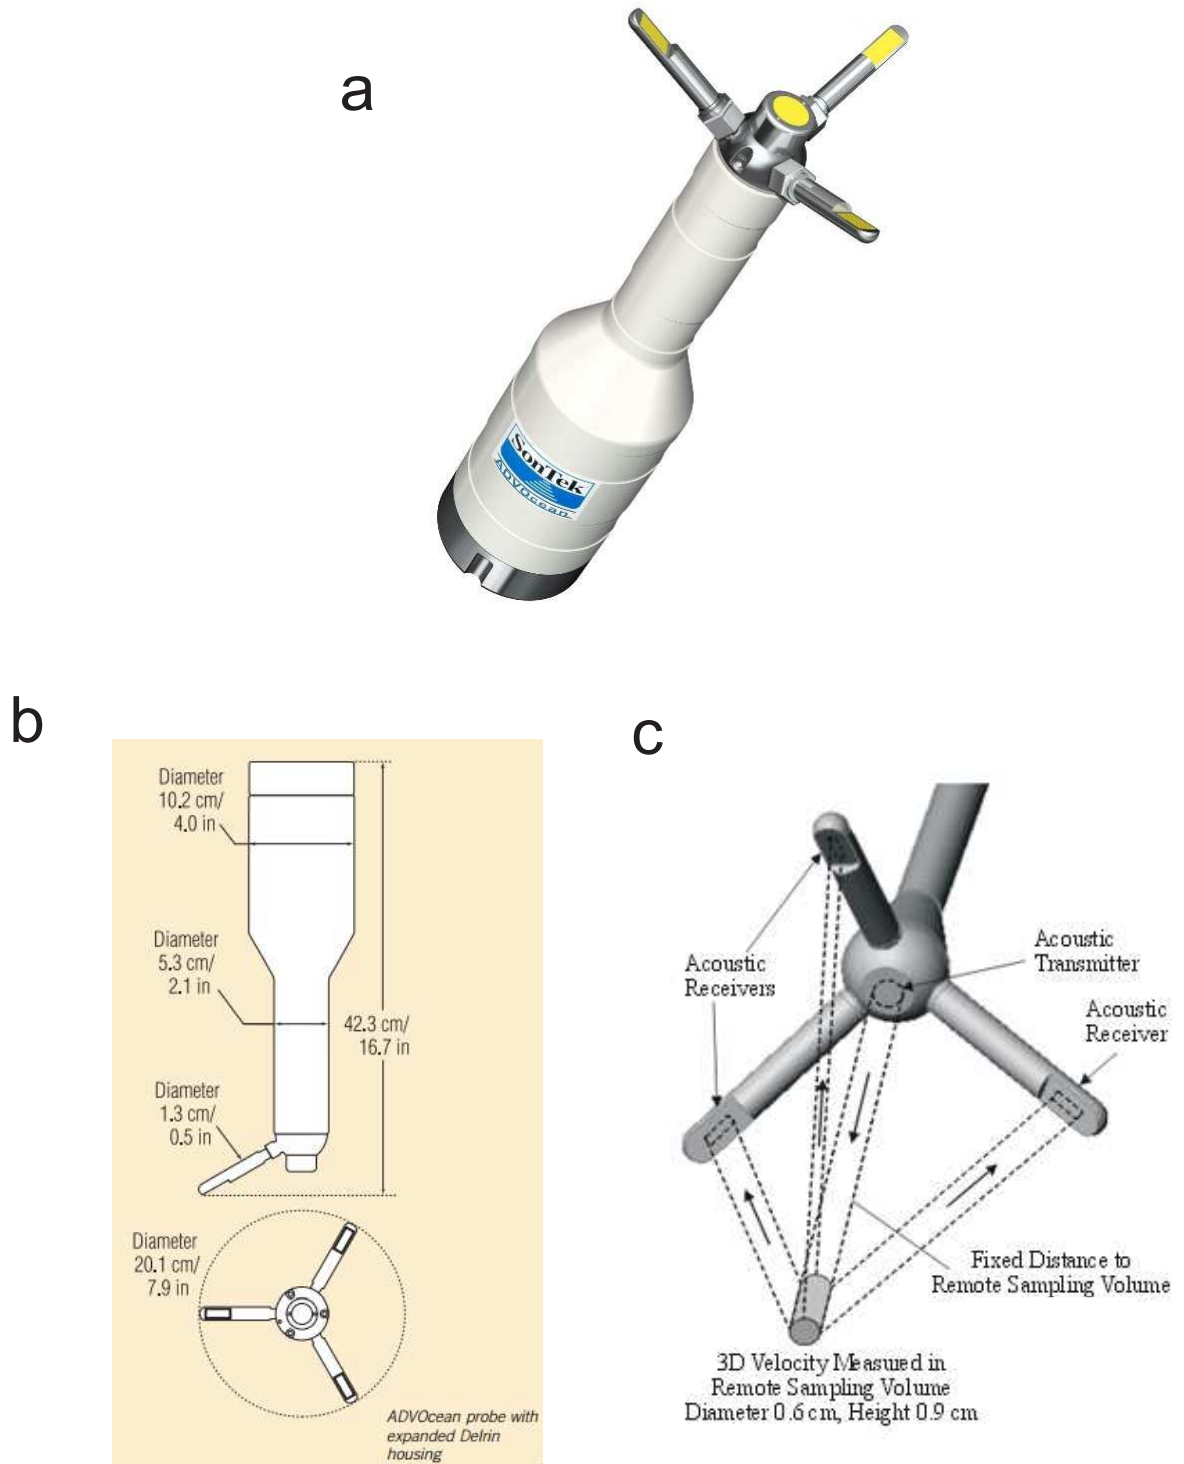 a
SonTek
ADVOcean
b
Diameter
10.2 cm/
4.0 in
Diameter
5.3 cm/
2.1 in
42.3 cm/
16.7 in
Diameter
1.3 cm/
0.5 in
Diameter
20.1 cm/
7.9 in
ADVOcean probe with
expanded Delrin
housing
c
Acoustic
Receivers
Acoustic
Transmitter
Acoustic
Receiver
Fixed Distance to
Remote Sampling Volume
3D Velocity Measured in
Remote Sampling Volume
Diameter 0.6 cm, Height 0.9 cm